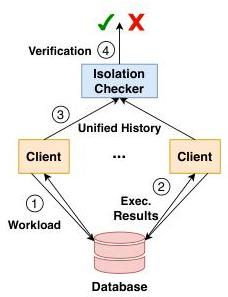 Verification ④
Isolation
Checker
③
Unified History
Client
...
Client
①
②
Exec.
Results
Workload
Database